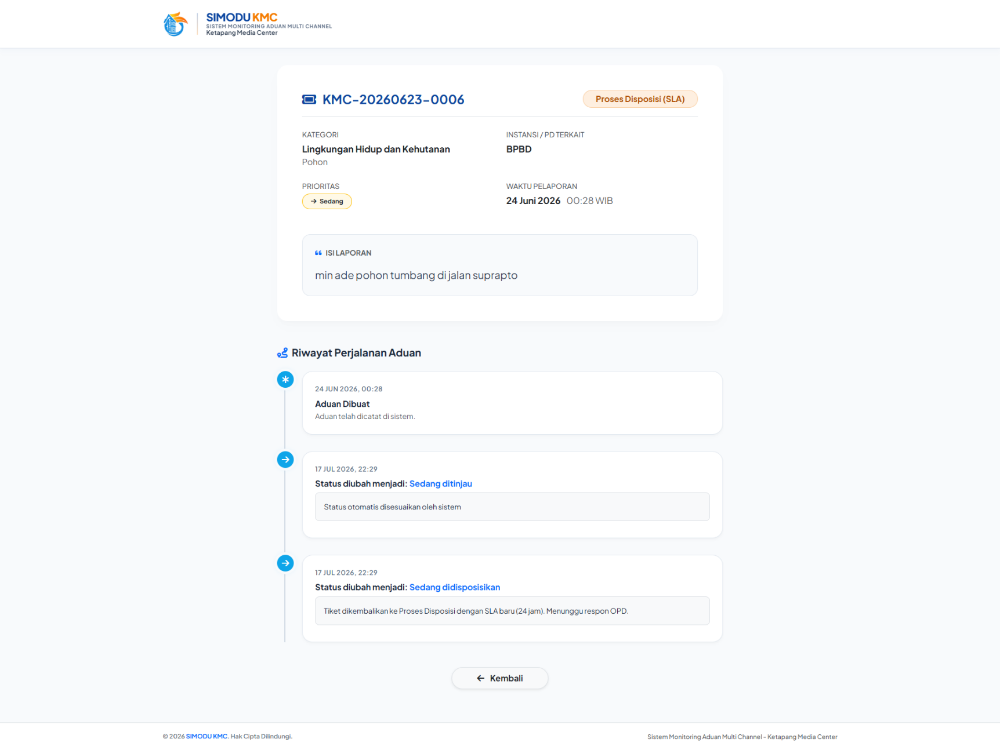 SIMODU KMC
SISTEM MONITORING ADUAN MULTI CHANNEL
Ketapang Media Center
KMC-20260623-0006
Proses Disposisi (SLA)
KATEGORI
Lingkungan Hidup dan Kehutanan
Pohon
INSTANSI / PD TERKAIT
BPBD
PRIORITAS
Sedang
WAKTU PELAPORAN
24 Juni 2026 00:28 WIB
ISI LAPORAN
min ade pohon tumbang di jalan suprapto
Riwayat Perjalanan Aduan
24 JUN 2026, 00:28
Aduan Dibuat
Aduan telah dicatat di sistem.
17 JUL 2026, 22:29
Status diubah menjadi: Sedang ditinjau
Status otomatis disesuaikan oleh sistem
17 JUL 2026, 22:29
Status diubah menjadi: Sedang didisposisikan
Tiket dikembalikan ke Proses Disposisi dengan SLA baru (24 jam). Menunggu respon OPD.
Kembali
© 2026 SIMODU KMC. Hak Cipta Dilindungi.
Sistem Monitoring Aduan Multi Channel - Ketapang Media Center